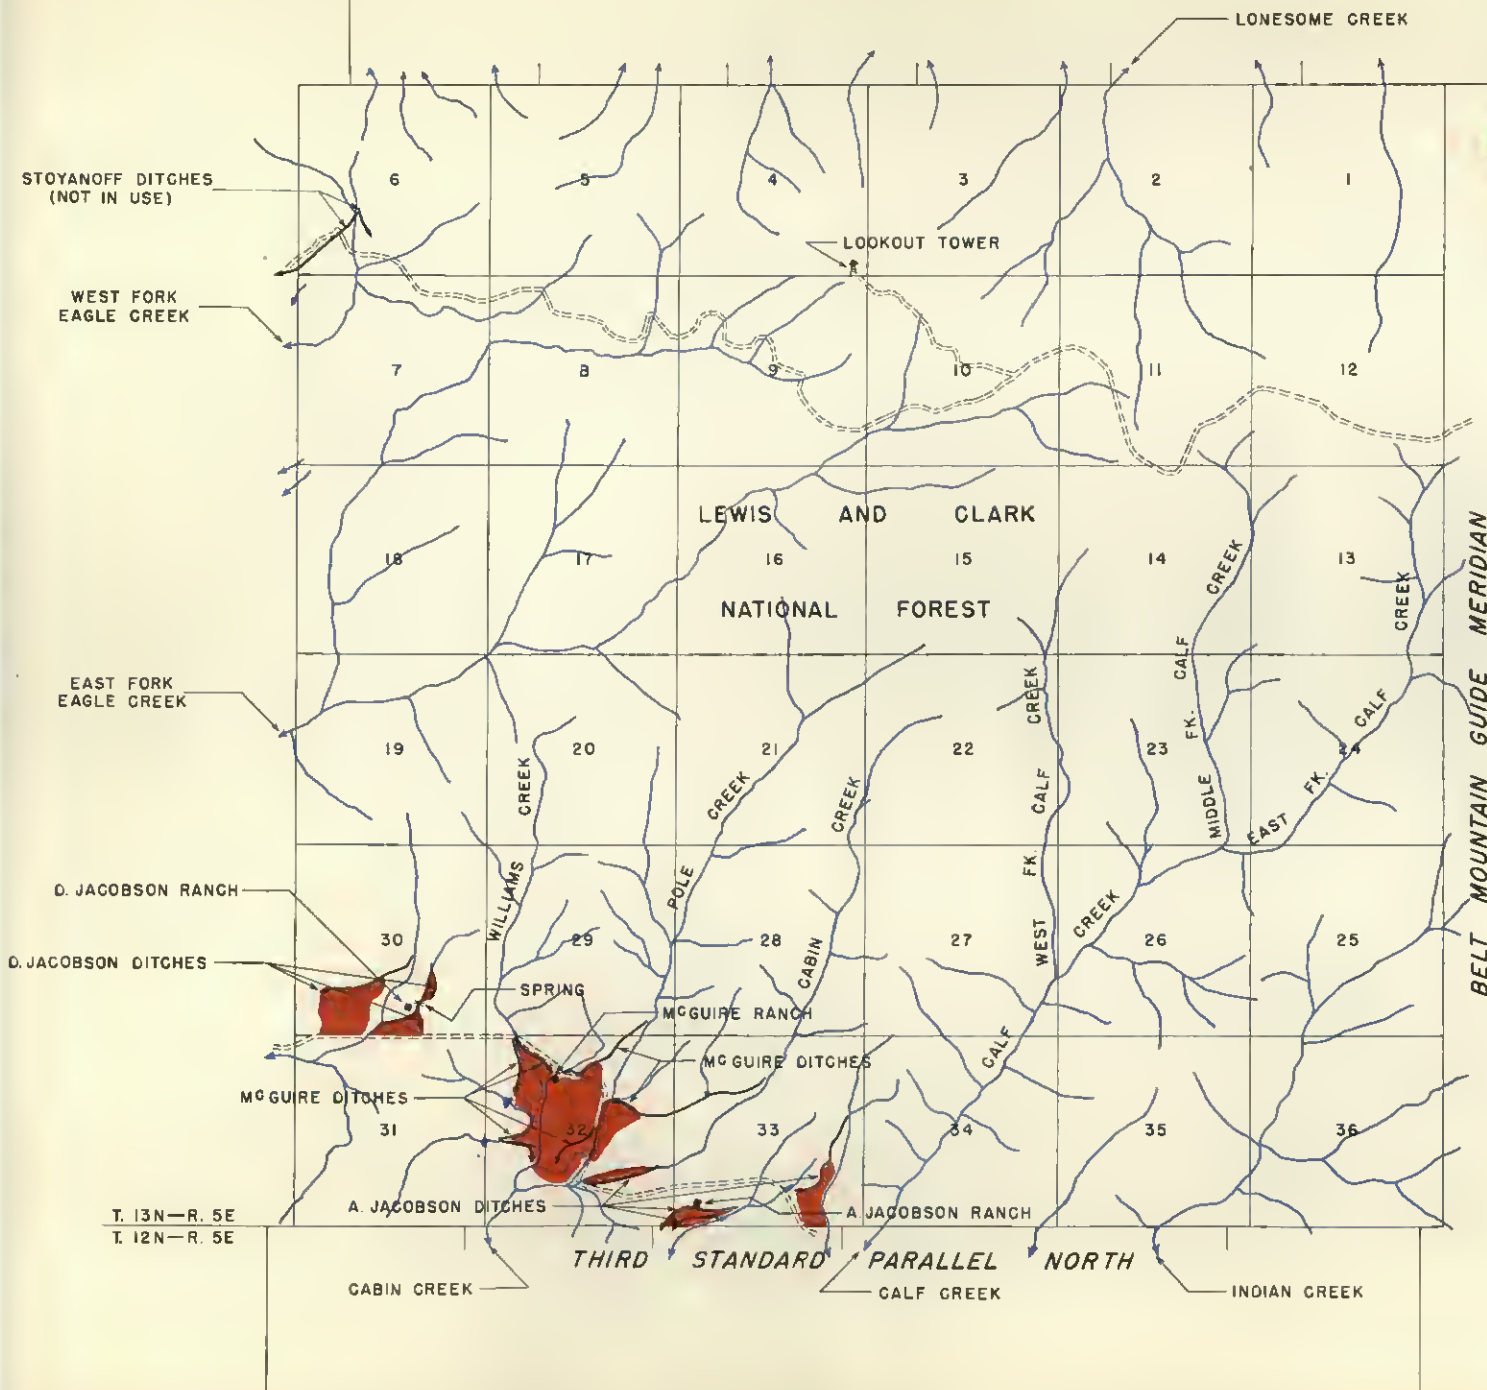 LONESOME CREEK
STOYANOFF DITCHES
(NOT IN USE)
6
5
4
3
2
1
LOOKOUT TOWER
WEST FORK
EAGLE CREEK
7
8
9
10
11
12
LEWIS AND CLARK
18
17
16
15
14
13
NATIONAL FOREST
EAST FORK
EAGLE CREEK
19
20
21
22
23
24
WILLIAMS CREEK
POLE CREEK
CABIN CREEK
WEST FK. CALF CREEK
MIDDLE FK. CALF CREEK
EAST FK. CALF CREEK
BELT MOUNTAIN GUIDE MERIDIAN
D. JACOBSON RANCH
30
29
28
27
26
25
CALF CREEK
D. JACOBSON DITCHES
SPRING
McGUIRE RANCH
McGUIRE DITCHES
McGUIRE DITCHES
31
32
33
34
35
36
A. JACOBSON DITCHES
A. JACOBSON RANCH
T. 13N—R. 5E
T. 12N—R. 5E
THIRD STANDARD PARALLEL NORTH
CABIN CREEK
CALF CREEK
INDIAN CREEK